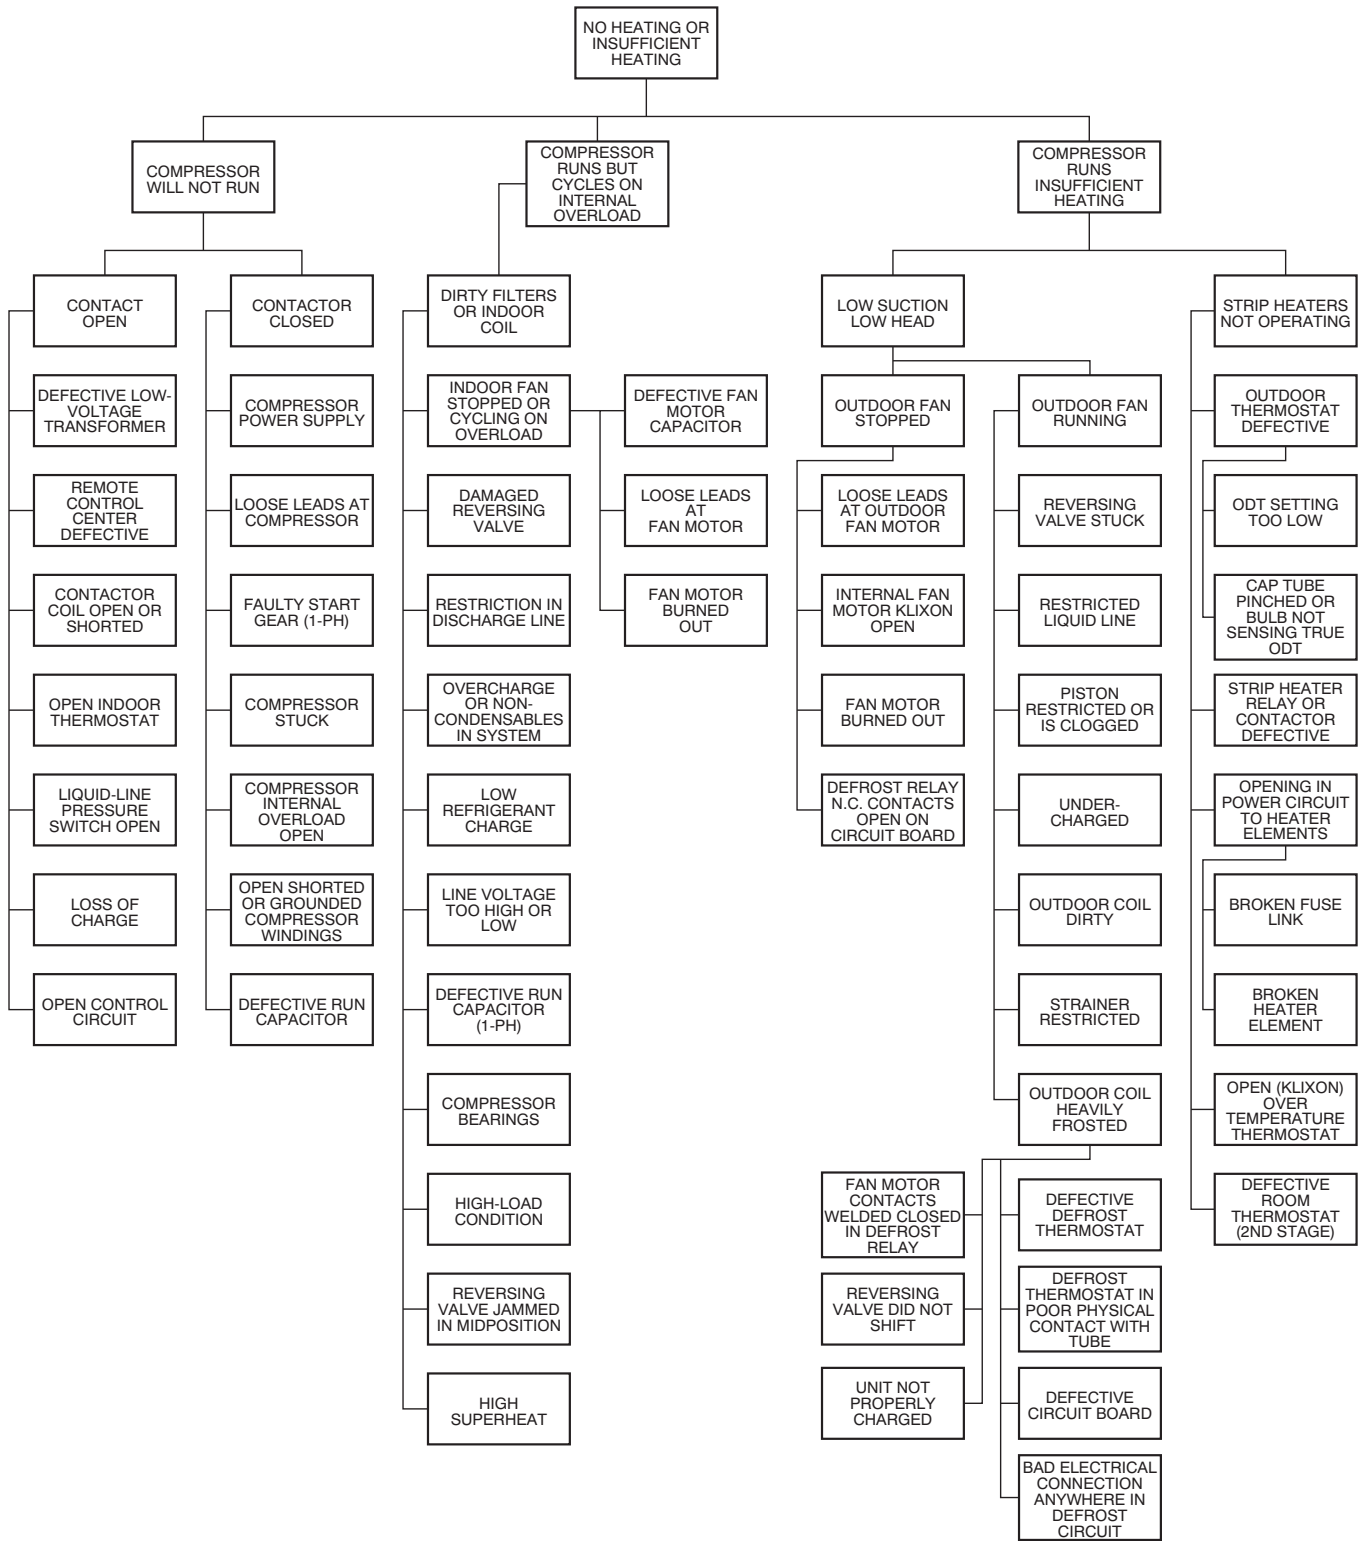 NO HEATING OR
INSUFFICIENT
HEATING
COMPRESSOR
WILL NOT RUN
COMPRESSOR
RUNS BUT
CYCLES ON
INTERNAL
OVERLOAD
COMPRESSOR
RUNS
INSUFFICIENT
HEATING
CONTACT
OPEN
DEFECTIVE LOW-
VOLTAGE
TRANSFORMER
REMOTE
CONTROL
CENTER
DEFECTIVE
CONTACTOR
COIL OPEN OR
SHORTED
OPEN INDOOR
THERMOSTAT
LIQUID-LINE
PRESSURE
SWITCH OPEN
LOSS OF
CHARGE
OPEN CONTROL
CIRCUIT
CONTACTOR
CLOSED
COMPRESSOR
POWER SUPPLY
LOOSE LEADS AT
COMPRESSOR
FAULTY START
GEAR (1-PH)
COMPRESSOR
STUCK
COMPRESSOR
INTERNAL
OVERLOAD
OPEN
OPEN SHORTED
OR GROUNDED
COMPRESSOR
WINDINGS
DEFECTIVE RUN
CAPACITOR
DIRTY FILTERS
OR INDOOR
COIL
INDOOR FAN
STOPPED OR
CYCLING ON
OVERLOAD
DAMAGED
REVERSING
VALVE
RESTRICTION IN
DISCHARGE LINE
OVERCHARGE
OR NON-
CONDENSABLES
IN SYSTEM
LOW
REFRIGERANT
CHARGE
LINE VOLTAGE
TOO HIGH OR
LOW
DEFECTIVE RUN
CAPACITOR
(1-PH)
COMPRESSOR
BEARINGS
HIGH-LOAD
CONDITION
REVERSING
VALVE JAMMED
IN MIDPOSITION
HIGH
SUPERHEAT
DEFECTIVE FAN
MOTOR
CAPACITOR
LOOSE LEADS
AT
FAN MOTOR
FAN MOTOR
BURNED
OUT
LOW SUCTION
LOW HEAD
OUTDOOR FAN
STOPPED
LOOSE LEADS
AT OUTDOOR
FAN MOTOR
INTERNAL FAN
MOTOR KLIXON
OPEN
FAN MOTOR
BURNED OUT
DEFROST RELAY
N.C. CONTACTS
OPEN ON
CIRCUIT BOARD
OUTDOOR FAN
RUNNING
REVERSING
VALVE STUCK
RESTRICTED
LIQUID LINE
PISTON
RESTRICTED OR
IS CLOGGED
UNDER-
CHARGED
OUTDOOR COIL
DIRTY
STRAINER
RESTRICTED
OUTDOOR COIL
HEAVILY
FROSTED
FAN MOTOR
CONTACTS
WELDED CLOSED
IN DEFROST
RELAY
REVERSING
VALVE DID NOT
SHIFT
UNIT NOT
PROPERLY
CHARGED
DEFECTIVE
DEFROST
THERMOSTAT
DEFROST
THERMOSTAT IN
POOR PHYSICAL
CONTACT WITH
TUBE
DEFECTIVE
CIRCUIT BOARD
BAD ELECTRICAL
CONNECTION
ANYWHERE IN
DEFROST
CIRCUIT
STRIP HEATERS
NOT OPERATING
OUTDOOR
THERMOSTAT
DEFECTIVE
ODT SETTING
TOO LOW
CAP TUBE
PINCHED OR
BULB NOT
SENSING TRUE
ODT
STRIP HEATER
RELAY OR
CONTACTOR
DEFECTIVE
OPENING IN
POWER CIRCUIT
TO HEATER
ELEMENTS
BROKEN FUSE
LINK
BROKEN
HEATER
ELEMENT
OPEN (KLIXON)
OVER
TEMPERATURE
THERMOSTAT
DEFECTIVE
ROOM
THERMOSTAT
(2ND STAGE)